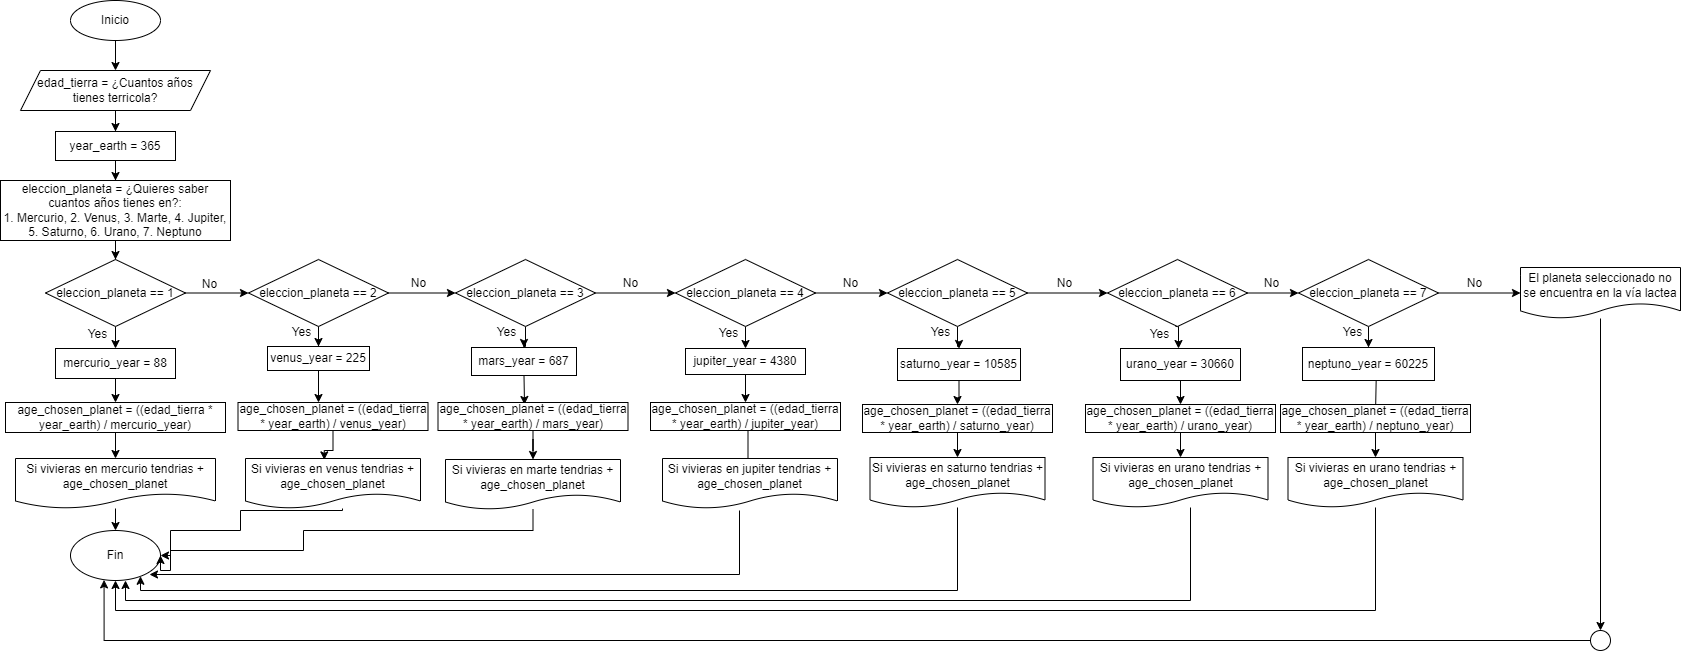 Inicio
edad_tierra = ¿Cuantos años
tienes terricola?
year_earth = 365
eleccion_planeta = ¿Quieres saber
cuantos años tienes en?:
1. Mercurio, 2. Venus, 3. Marte, 4. Jupiter,
5. Saturno, 6. Urano, 7. Neptuno
eleccion_planeta == 1
No
eleccion_planeta == 2
No
eleccion_planeta == 3
No
eleccion_planeta == 4
No
eleccion_planeta == 5
No
eleccion_planeta == 6
No
eleccion_planeta == 7
No
El planeta seleccionado no
se encuentra en la vía lactea
Yes
Yes
Yes
Yes
Yes
Yes
Yes
mercurio_year = 88
venus_year = 225
mars_year = 687
jupiter_year = 4380
saturno_year = 10585
urano_year = 30660
neptuno_year = 60225
age_chosen_planet = ((edad_tierra *
year_earth) / mercurio_year)
age_chosen_planet = ((edad_tierra
* year_earth) / venus_year)
age_chosen_planet = ((edad_tierra
* year_earth) / mars_year)
age_chosen_planet = ((edad_tierra
* year_earth) / jupiter_year)
age_chosen_planet = ((edad_tierra
* year_earth) / saturno_year)
age_chosen_planet = ((edad_tierra
* year_earth) / urano_year)
age_chosen_planet = ((edad_tierra
* year_earth) / neptuno_year)
Si vivieras en mercurio tendrias +
age_chosen_planet
Si vivieras en venus tendrias +
age_chosen_planet
Si vivieras en marte tendrias +
age_chosen_planet
Si vivieras en jupiter tendrias +
age_chosen_planet
Si vivieras en saturno tendrias +
age_chosen_planet
Si vivieras en urano tendrias +
age_chosen_planet
Si vivieras en urano tendrias +
age_chosen_planet
Fin